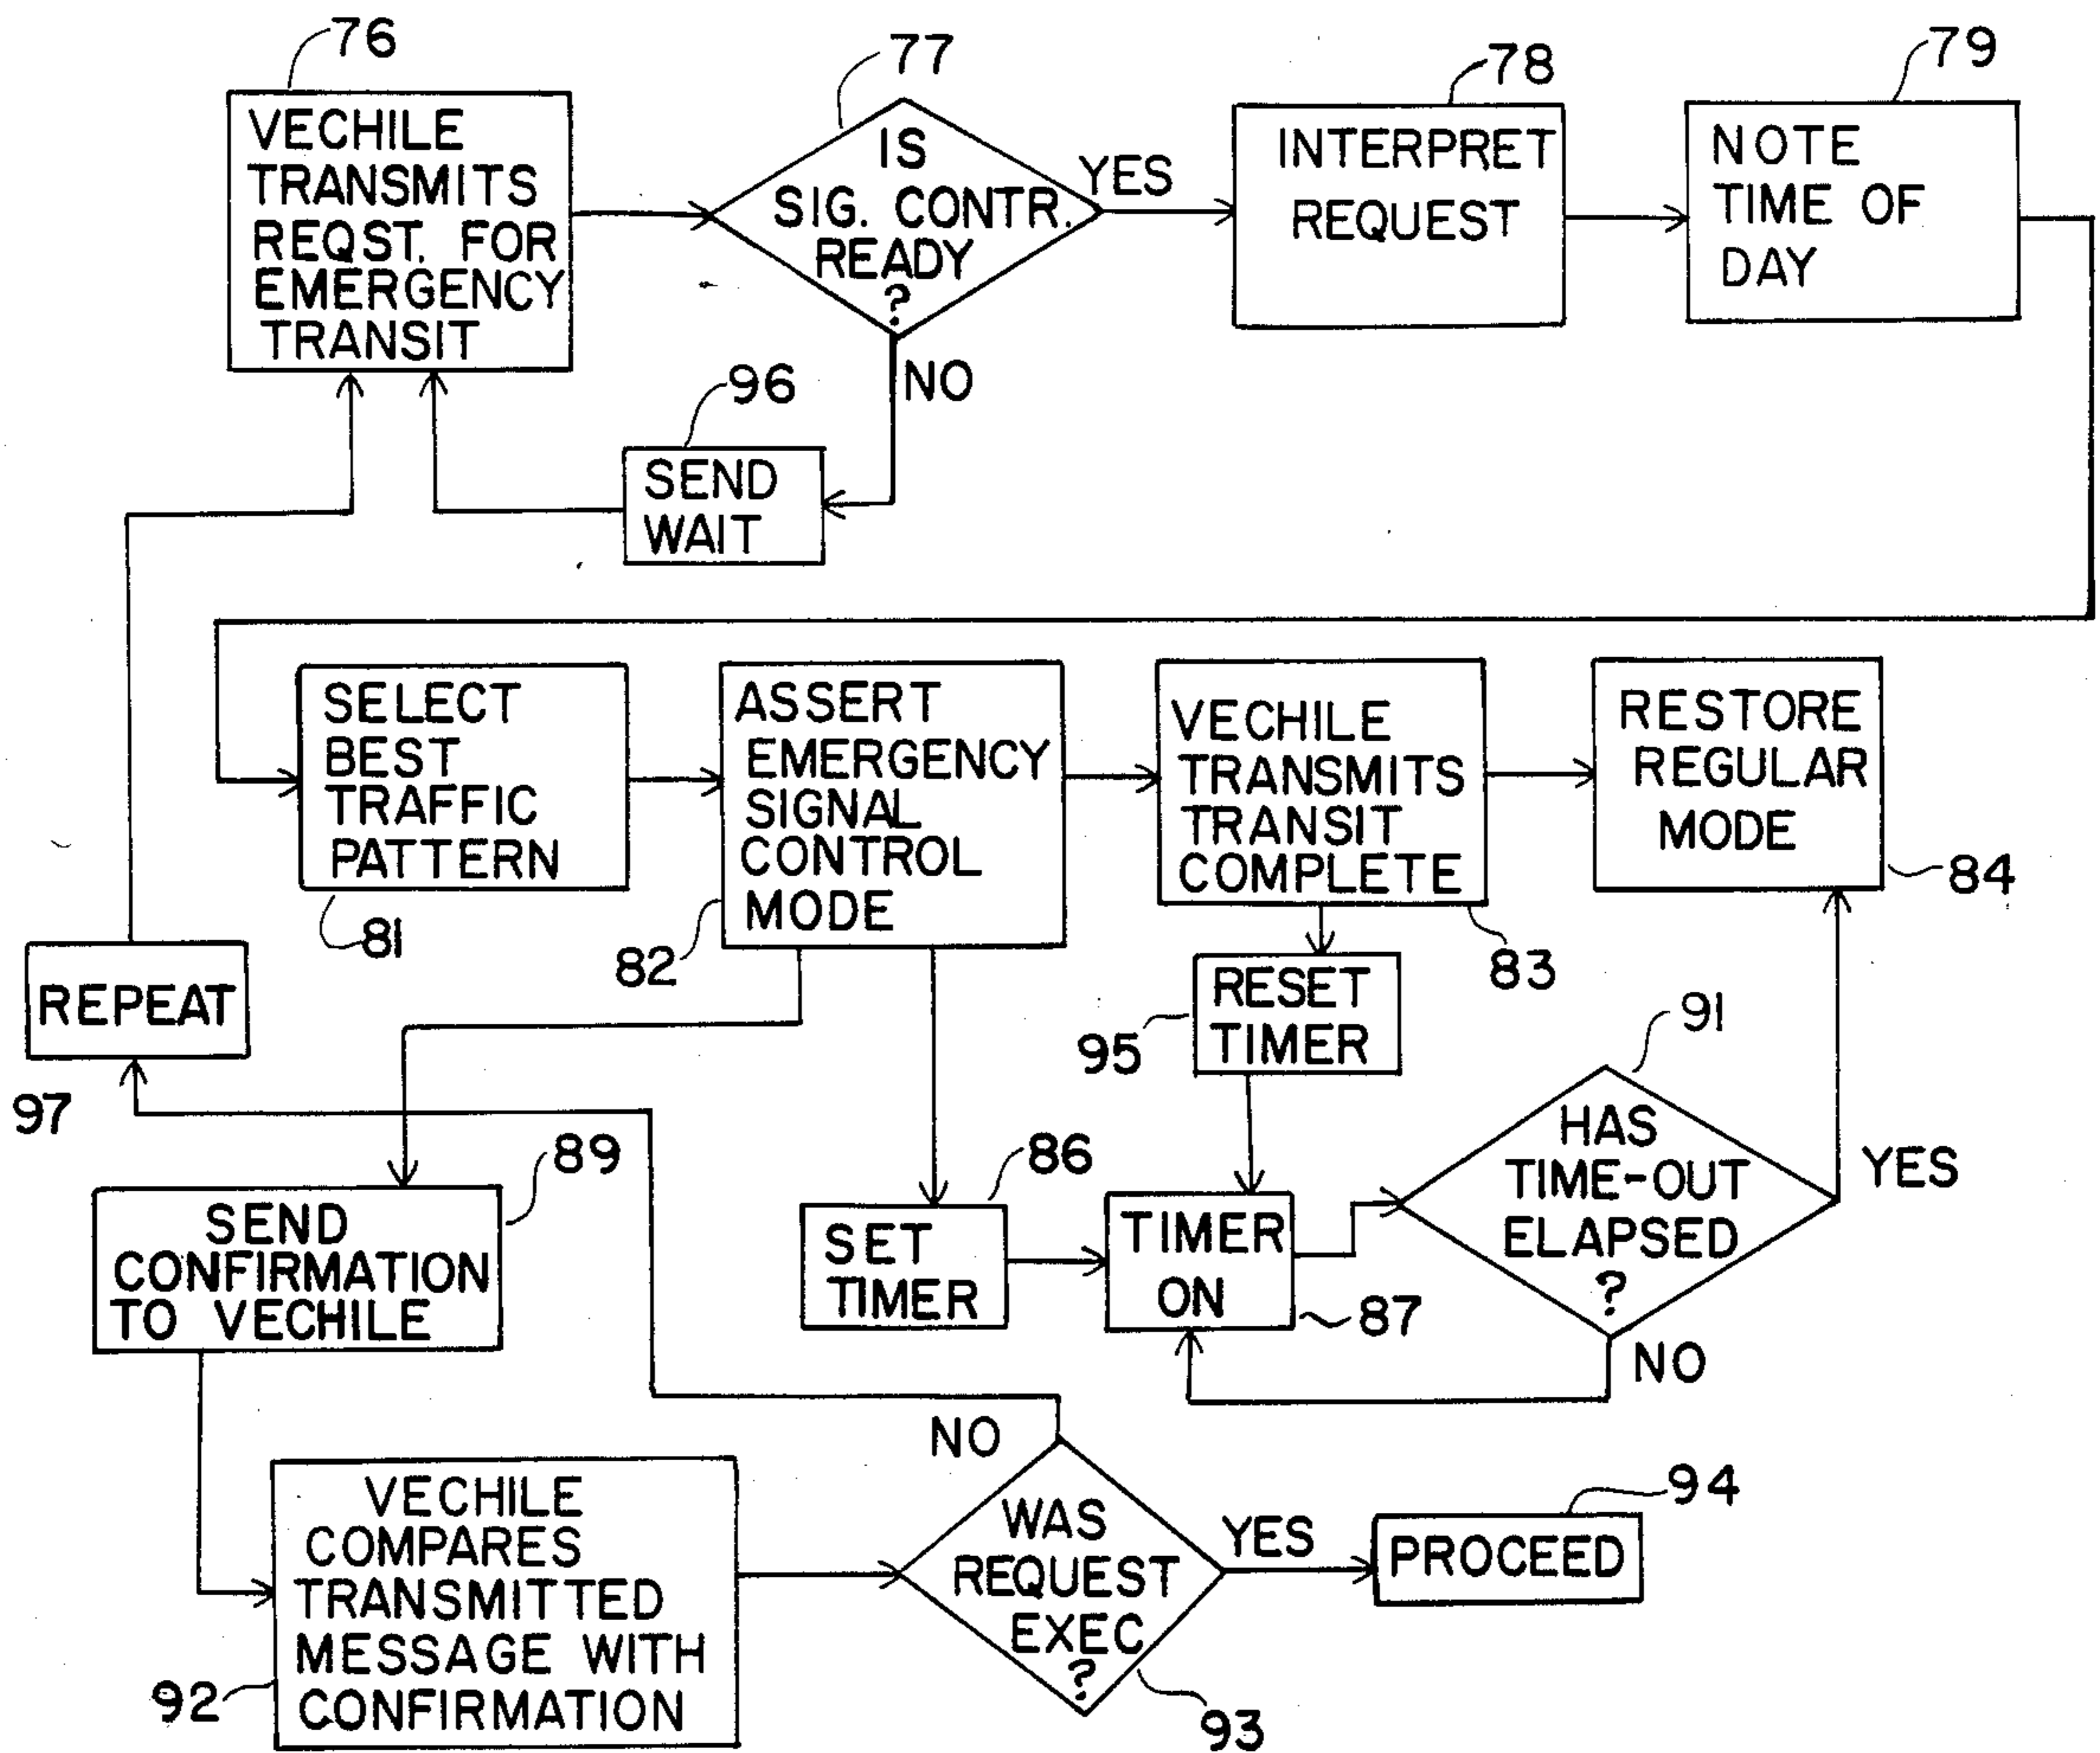 76
VECHILE
TRANSMITS
REQST. FOR
EMERGENCY
TRANSIT
77
IS
SIG. CONTR.
READY
?
YES
NO
78
INTERPRET
REQUEST
79
NOTE
TIME OF
DAY
96
SEND
WAIT
SELECT
BEST
TRAFFIC
PATTERN
81
ASSERT
EMERGENCY
SIGNAL
CONTROL
MODE
82
VECHILE
TRANSMITS
TRANSIT
COMPLETE
83
RESTORE
REGULAR
MODE
84
REPEAT
97
RESET
TIMER
95
91
HAS
TIME-OUT
ELAPSED
?
YES
NO
89
SEND
CONFIRMATION
TO VECHILE
86
SET
TIMER
TIMER
ON
87
VECHILE
COMPARES
TRANSMITTED
MESSAGE WITH
CONFIRMATION
92
NO
WAS
REQUEST
EXEC
?
93
YES
94
PROCEED